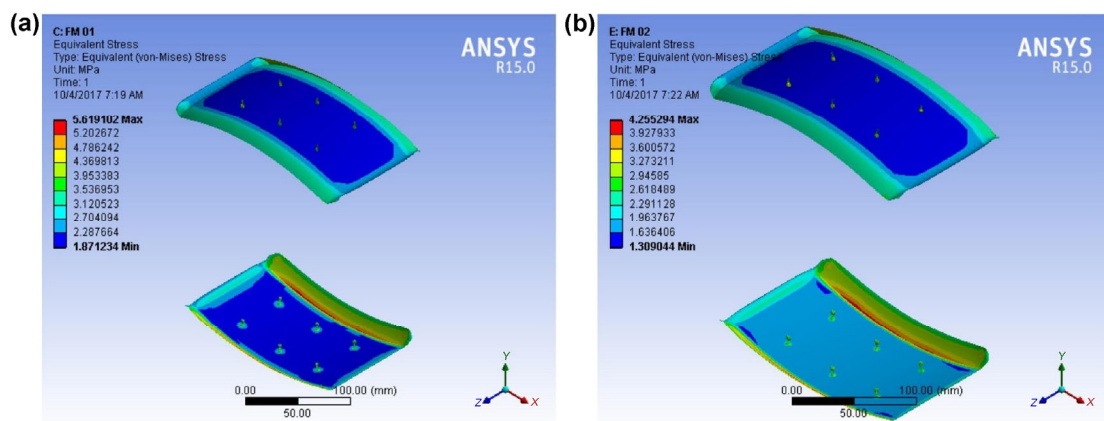 (a)
C: FM 01
Equivalent Stress
Type: Equivalent (von-Mises) Stress
Unit: MPa
Time: 1
10/4/2017 7:19 AM
ANSYS
R15.0
5.619102 Max
5.202672
4.786242
4.369813
3.953383
3.536953
3.120523
2.704094
2.287664
1.871234 Min
0.00
100.00 (mm)
50.00
Y
Z
X
(b)
E: FM 02
Equivalent Stress
Type: Equivalent (von-Mises) Stress
Unit: MPa
Time: 1
10/4/2017 7:22 AM
ANSYS
R15.0
4.255294 Max
3.927933
3.600572
3.273211
2.94585
2.618489
2.291128
1.963767
1.636406
1.309044 Min
0.00
100.00 (mm)
50.00
Y
Z
X